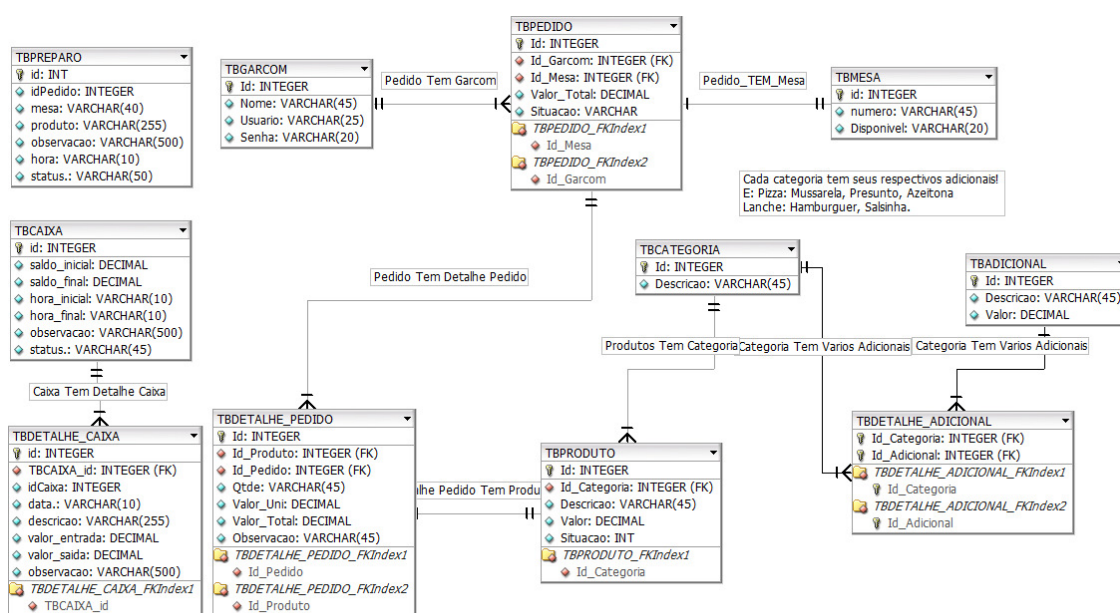 TBPREPARO
id: INT
idPedido: INTEGER
mesa: VARCHAR(40)
produto: VARCHAR(255)
observacao: VARCHAR(500)
hora: VARCHAR(10)
status.: VARCHAR(50)
TBGARCOM
Id: INTEGER
Nome: VARCHAR(45)
Usuario: VARCHAR(25)
Senha: VARCHAR(20)
Pedido Tem Garcom
TBPEDIDO
Id: INTEGER
Id_Garcom: INTEGER (FK)
Id_Mesa: INTEGER (FK)
Valor_Total: DECIMAL
Situacao: VARCHAR
TBPEDIDO_FKIndex1
Id_Mesa
TBPEDIDO_FKIndex2
Id_Garcom
Pedido_TEM_Mesa
TBMESA
id: INTEGER
numero: VARCHAR(45)
Disponivel: VARCHAR(20)
Cada categoria tem seus respectivos adicionais!
E: Pizza: Mussarela, Presunto, Azeitona
Lanche: Hamburguer, Salsinha.
TBCAIXA
id: INTEGER
saldo_inicial: DECIMAL
saldo_final: DECIMAL
hora_inicial: VARCHAR(10)
hora_final: VARCHAR(10)
observacao: VARCHAR(500)
status.: VARCHAR(45)
Pedido Tem Detalhe Pedido
TBCATEGORIA
Id: INTEGER
Descricao: VARCHAR(45)
TBADICIONAL
Id: INTEGER
Descricao: VARCHAR(45)
Valor: DECIMAL
Produtos Tem Categoria
Categoria Tem Varios Adicionais
Categoria Tem Varios Adicionais
Caixa Tem Detalhe Caixa
TBDETALHE_CAIXA
id: INTEGER
TBCAIXA_id: INTEGER (FK)
idCaixa: INTEGER
data.: VARCHAR(10)
descricao: VARCHAR(255)
valor_entrada: DECIMAL
valor_saida: DECIMAL
observacao: VARCHAR(500)
TBDETALHE_CAIXA_FKIndex1
TBCAIXA_id
TBDETALHE_PEDIDO
Id: INTEGER
Id_Produto: INTEGER (FK)
Id_Pedido: INTEGER (FK)
Qtde: VARCHAR(45)
Valor_Uni: DECIMAL
Valor_Total: DECIMAL
Observacao: VARCHAR(45)
TBDETALHE_PEDIDO_FKIndex1
Id_Pedido
TBDETALHE_PEDIDO_FKIndex2
Id_Produto
lhe Pedido Tem Produ
TBPRODUTO
Id: INTEGER
Id_Categoria: INTEGER (FK)
Descricao: VARCHAR(45)
Valor: DECIMAL
Situacao: INT
TBPRODUTO_FKIndex1
Id_Categoria
TBDETALHE_ADICIONAL
Id_Categoria: INTEGER (FK)
Id_Adicional: INTEGER (FK)
TBDETALHE_ADICIONAL_FKIndex1
Id_Categoria
TBDETALHE_ADICIONAL_FKIndex2
Id_Adicional